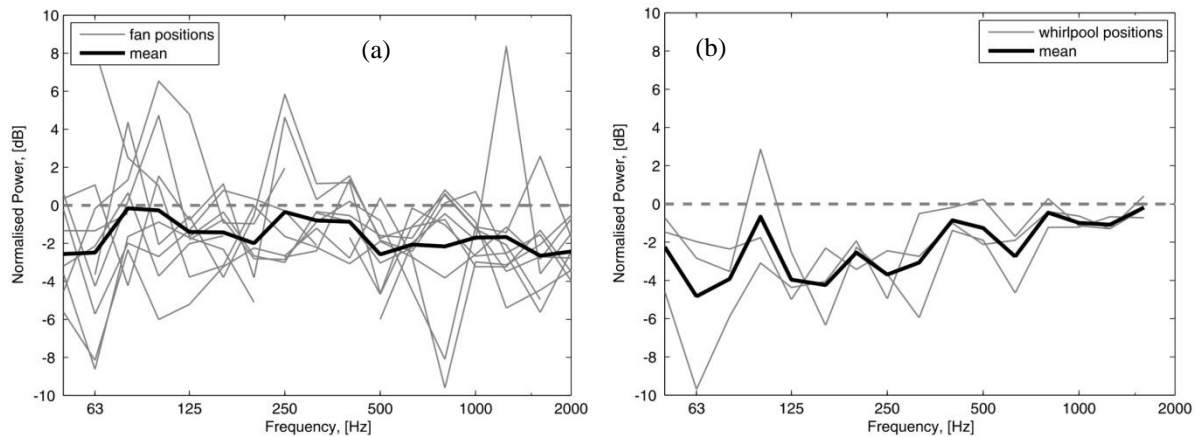 fan positions
mean
(a)
10
8
6
4
2
0
-2
-4
-6
-8
-10
Normalised Power, [dB]
63 125 250 500 1000 2000
Frequency, [Hz]
whirlpool positions
mean
(b)
10
8
6
4
2
0
-2
-4
-6
-8
-10
Normalised Power, [dB]
63 125 250 500 1000 2000
Frequency, [Hz]